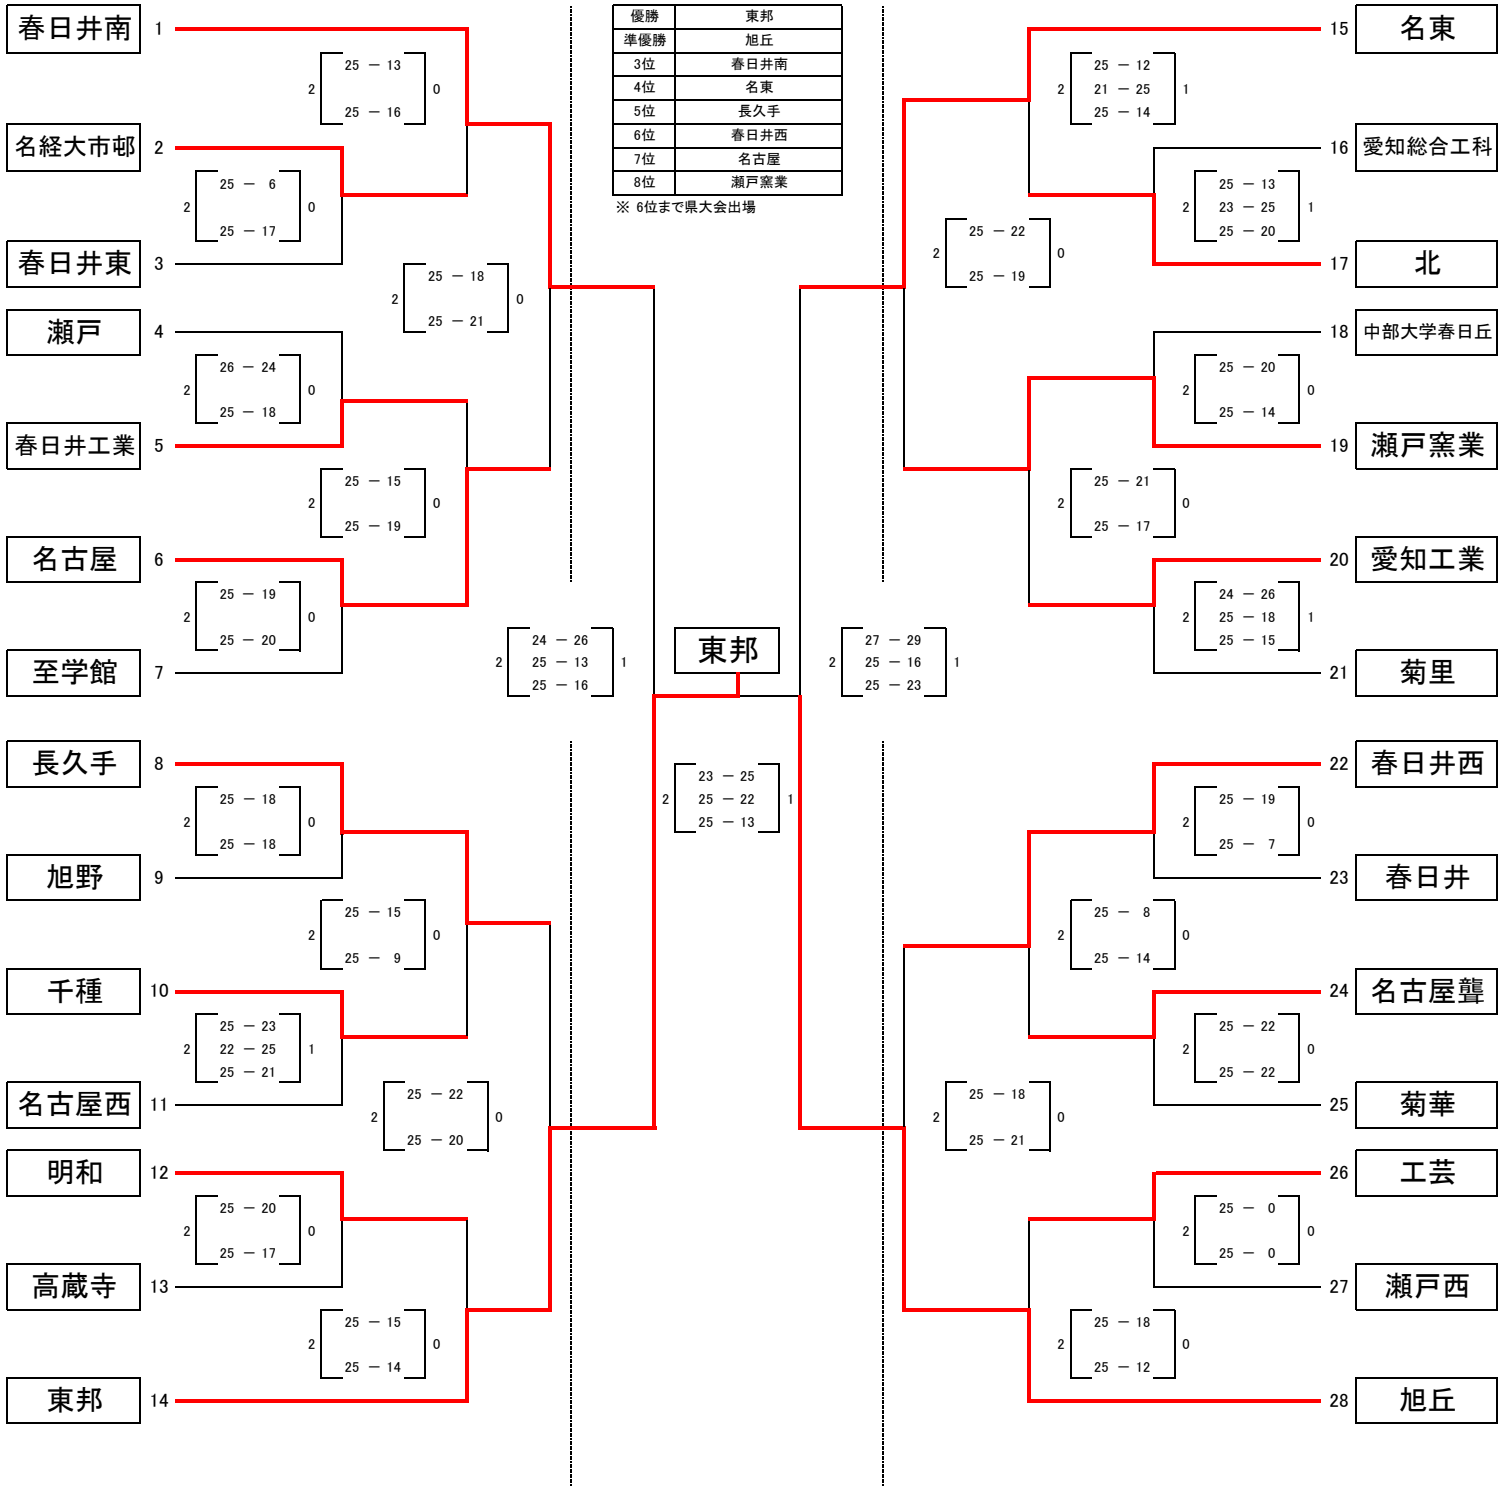 優勝 東邦
準優勝 旭丘
3位 春日井南
4位 名東
5位 長久手
6位 春日井西
7位 名古屋
8位 瀬戸窯業
※ 6位まで県大会出場
春日井南 1
2 25 － 13 0
25 － 16
名経大市邨 2
2 25 － 6 0
25 － 17
春日井東 3
2 25 － 18 0
25 － 21
瀬戸 4
2 26 － 24 0
25 － 18
春日井工業 5
2 25 － 15 0
25 － 19
名古屋 6
2 25 － 19 0
25 － 20
至学館 7
24 － 26
2 25 － 13 1
25 － 16
長久手 8
2 25 － 18 0
25 － 18
旭野 9
2 25 － 15 0
25 － 9
千種 10
25 － 23
2 22 － 25 1
25 － 21
名古屋西 11
2 25 － 22 0
25 － 20
明和 12
2 25 － 20 0
25 － 17
高蔵寺 13
2 25 － 15 0
25 － 14
東邦 14
東邦
23 － 25
2 25 － 22 1
25 － 13
15 名東
25 － 12
2 21 － 25 1
25 － 14
16 愛知総合工科
25 － 13
2 23 － 25 1
25 － 20
17 北
2 25 － 22 0
25 － 19
18 中部大学春日丘
2 25 － 20 0
25 － 14
19 瀬戸窯業
2 25 － 21 0
25 － 17
20 愛知工業
24 － 26
2 25 － 18 1
25 － 15
21 菊里
27 － 29
2 25 － 16 1
25 － 23
22 春日井西
2 25 － 19 0
25 － 7
23 春日井
2 25 － 8 0
25 － 14
24 名古屋聾
2 25 － 22 0
25 － 22
25 菊華
2 25 － 18 0
25 － 21
26 工芸
2 25 － 0 0
25 － 0
27 瀬戸西
2 25 － 18 0
25 － 12
28 旭丘